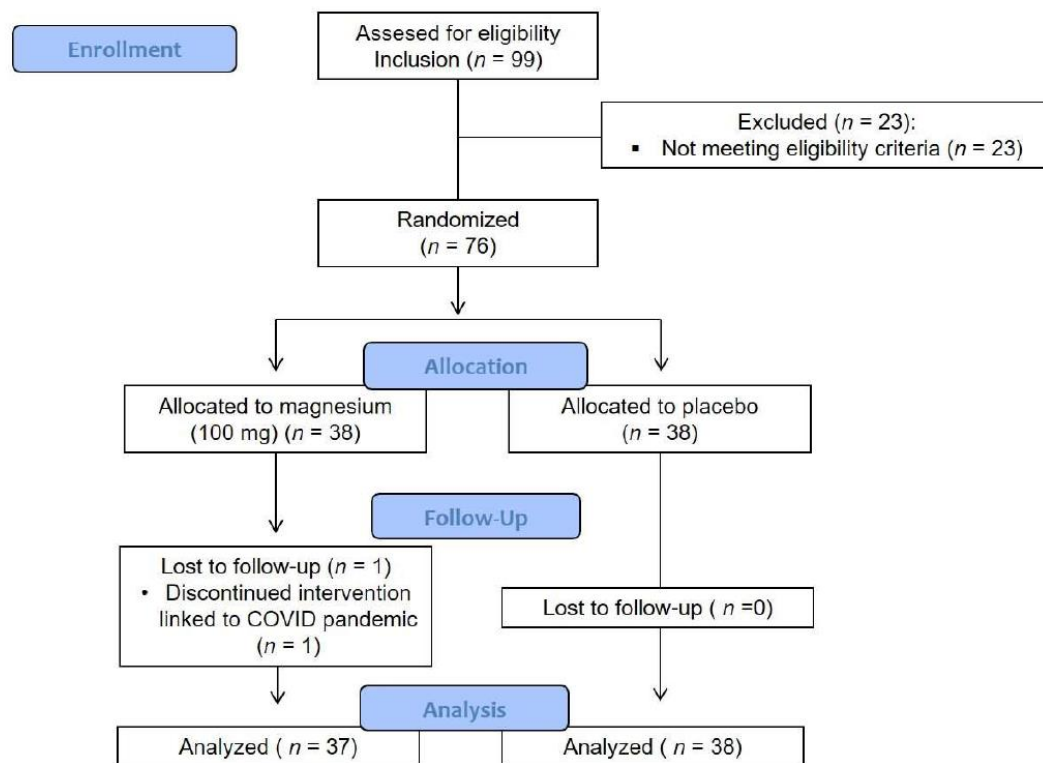 Enrollment
Assesed for eligibility
Inclusion (n = 99)
Excluded (n = 23):
▪ Not meeting eligibility criteria (n = 23)
Randomized
(n = 76)
Allocation
Allocated to magnesium
(100 mg) (n = 38)
Allocated to placebo
(n = 38)
Follow-Up
Lost to follow-up (n = 1)
• Discontinued intervention
linked to COVID pandemic
(n = 1)
Lost to follow-up ( n =0)
Analysis
Analyzed ( n = 37)
Analyzed ( n = 38)